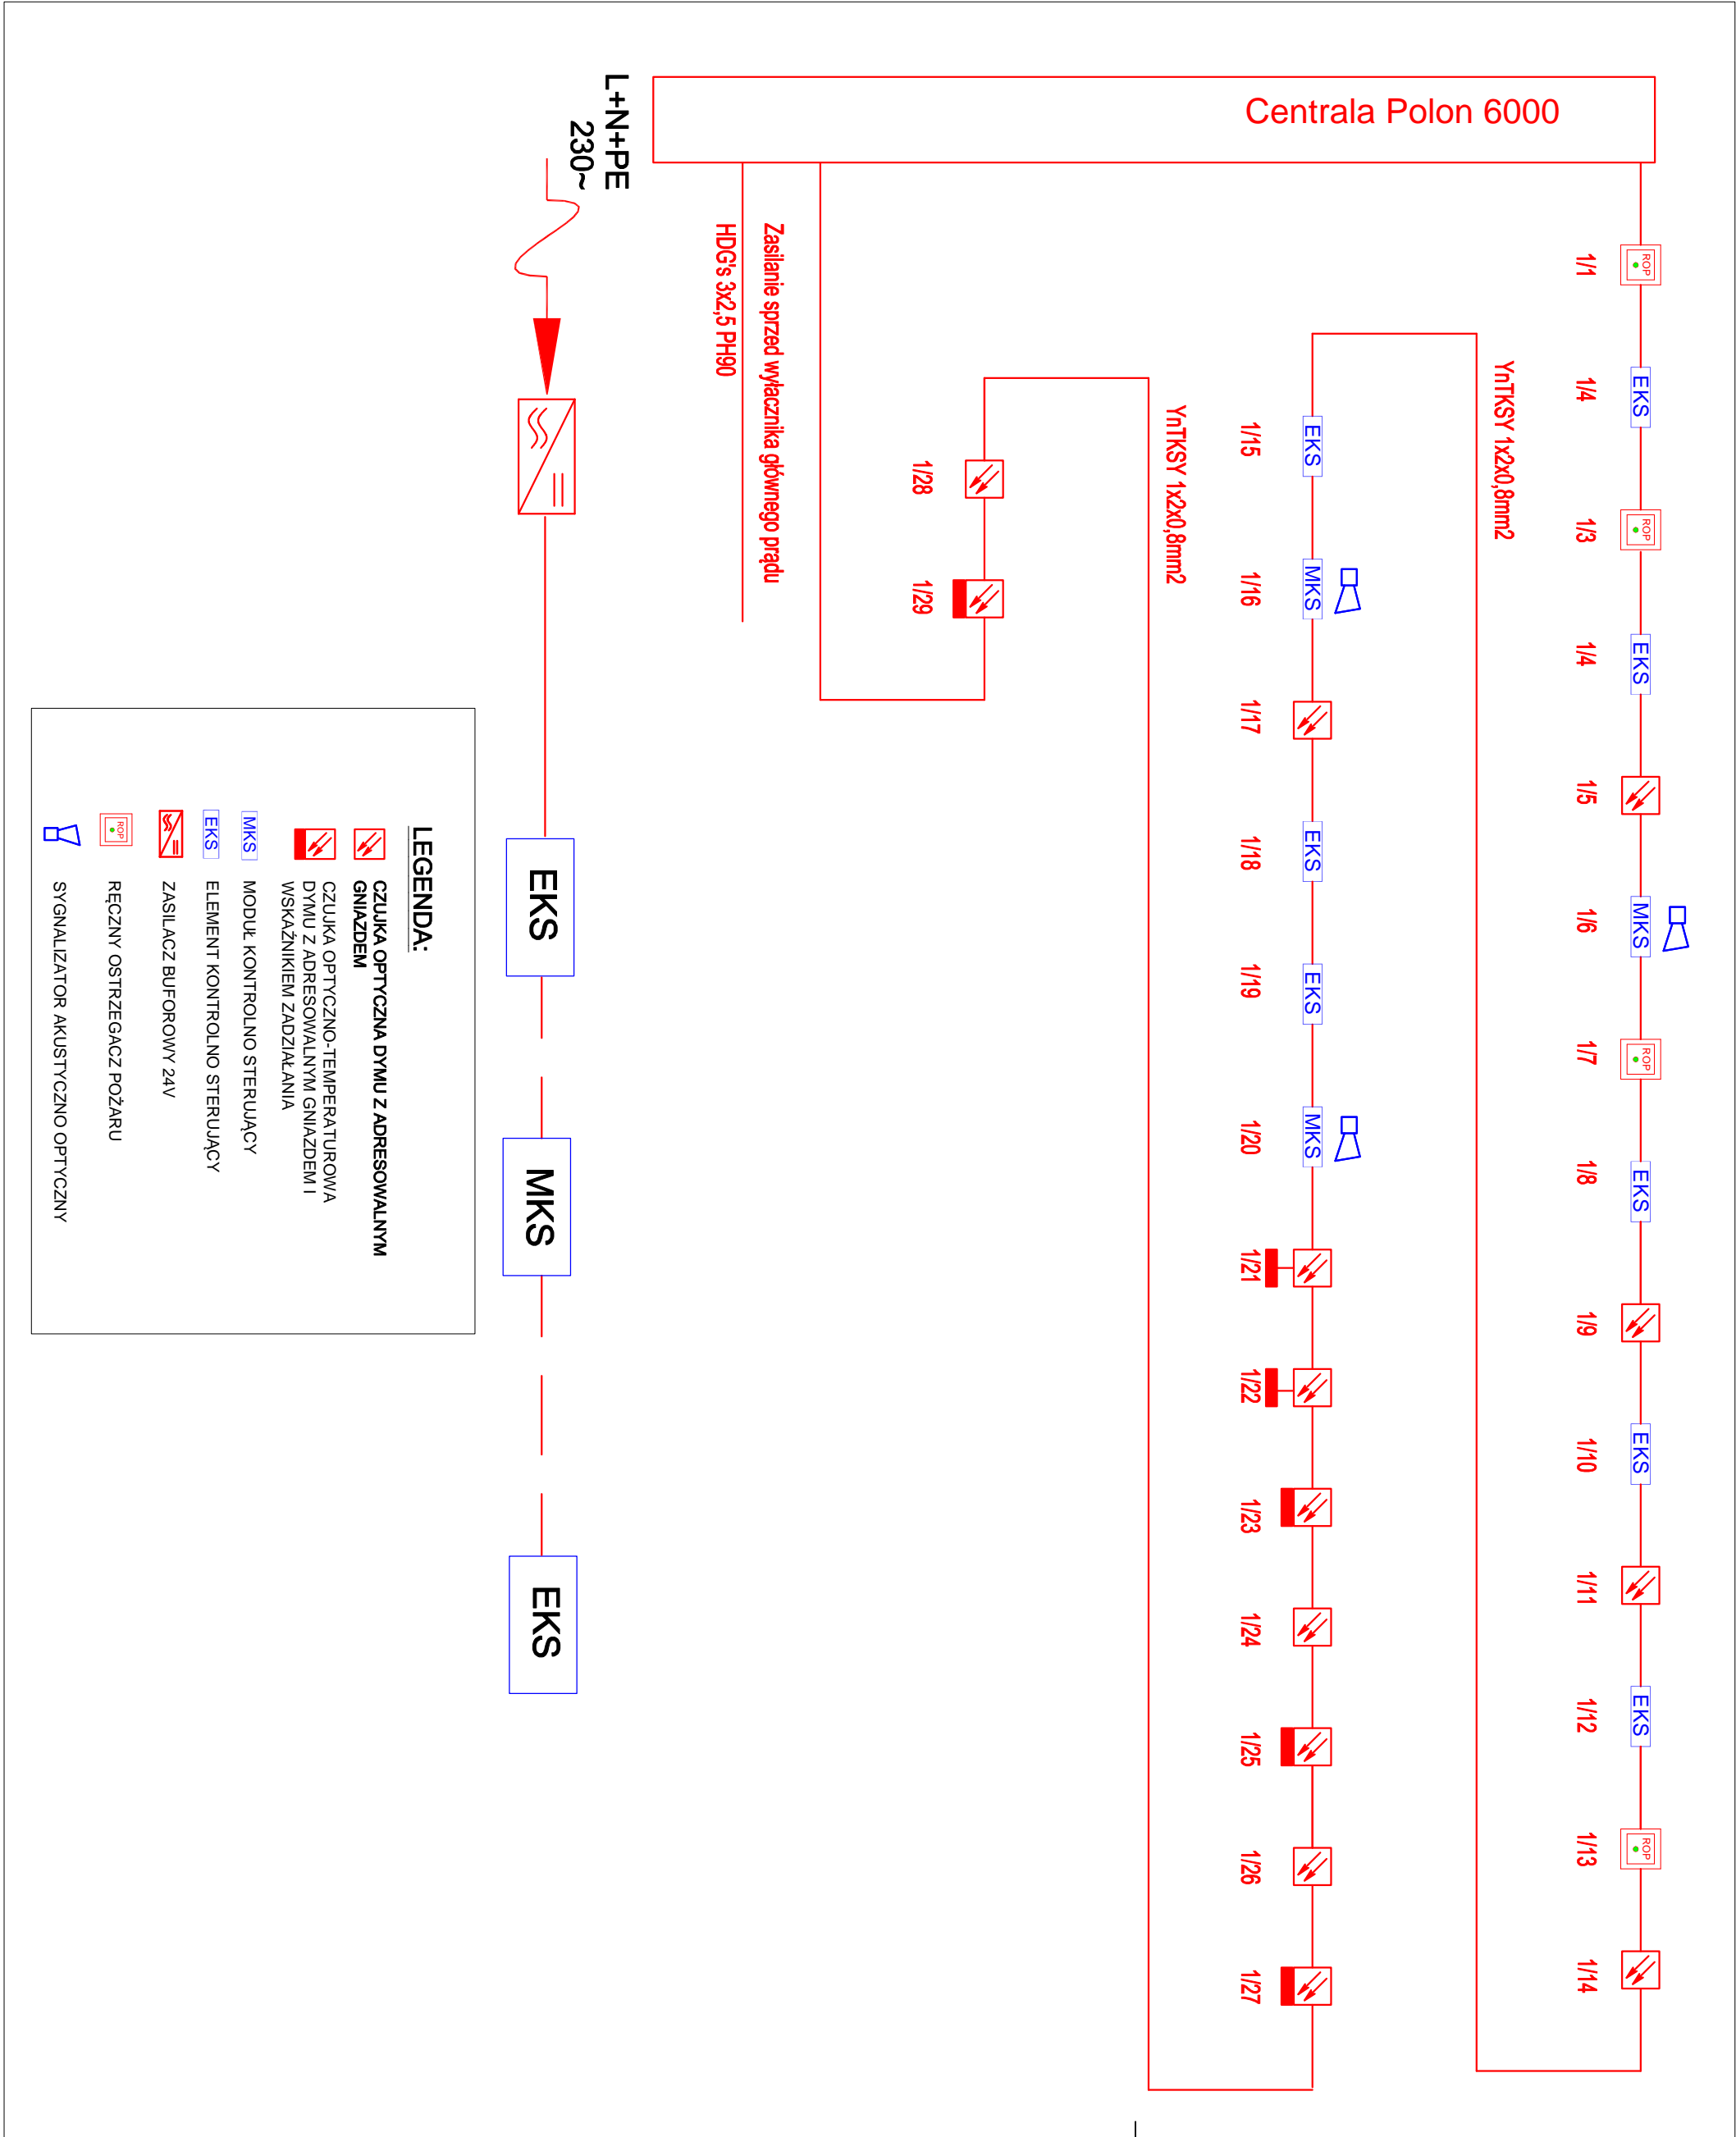 Centrala Polon 6000
ROP
1/1
EKS
1/4
ROP
1/3
EKS
1/4
1/5
MKS
1/6
ROP
1/7
EKS
1/8
1/9
EKS
1/10
1/11
EKS
1/12
ROP
1/13
1/14
YnTKSY 1x2x0,8mm2
EKS
1/15
MKS
1/16
1/17
EKS
1/18
EKS
1/19
MKS
1/20
1/21
1/22
1/23
1/24
1/25
1/26
1/27
YnTKSY 1x2x0,8mm2
1/28
1/29
Zasilanie sprzed wyłacznika głównego prądu
HDG's 3x2,5 PH90
L+N+PE
230~
EKS
MKS
EKS
LEGENDA:
CZUJKA OPTYCZNA DYMU Z ADRESOWALNYM
GNIAZDEM
CZUJKA OPTYCZNO-TEMPERATUROWA
DYMU Z ADRESOWALNYM GNIAZDEM I
WSKAŹNIKIEM ZADZIAŁANIA
MKS MODUŁ KONTROLNO STERUJĄCY
EKS ELEMENT KONTROLNO STERUJĄCY
ZASILACZ BUFOROWY 24V
ROP RĘCZNY OSTRZEGACZ POŻARU
SYGNALIZATOR AKUSTYCZNO OPTYCZNY